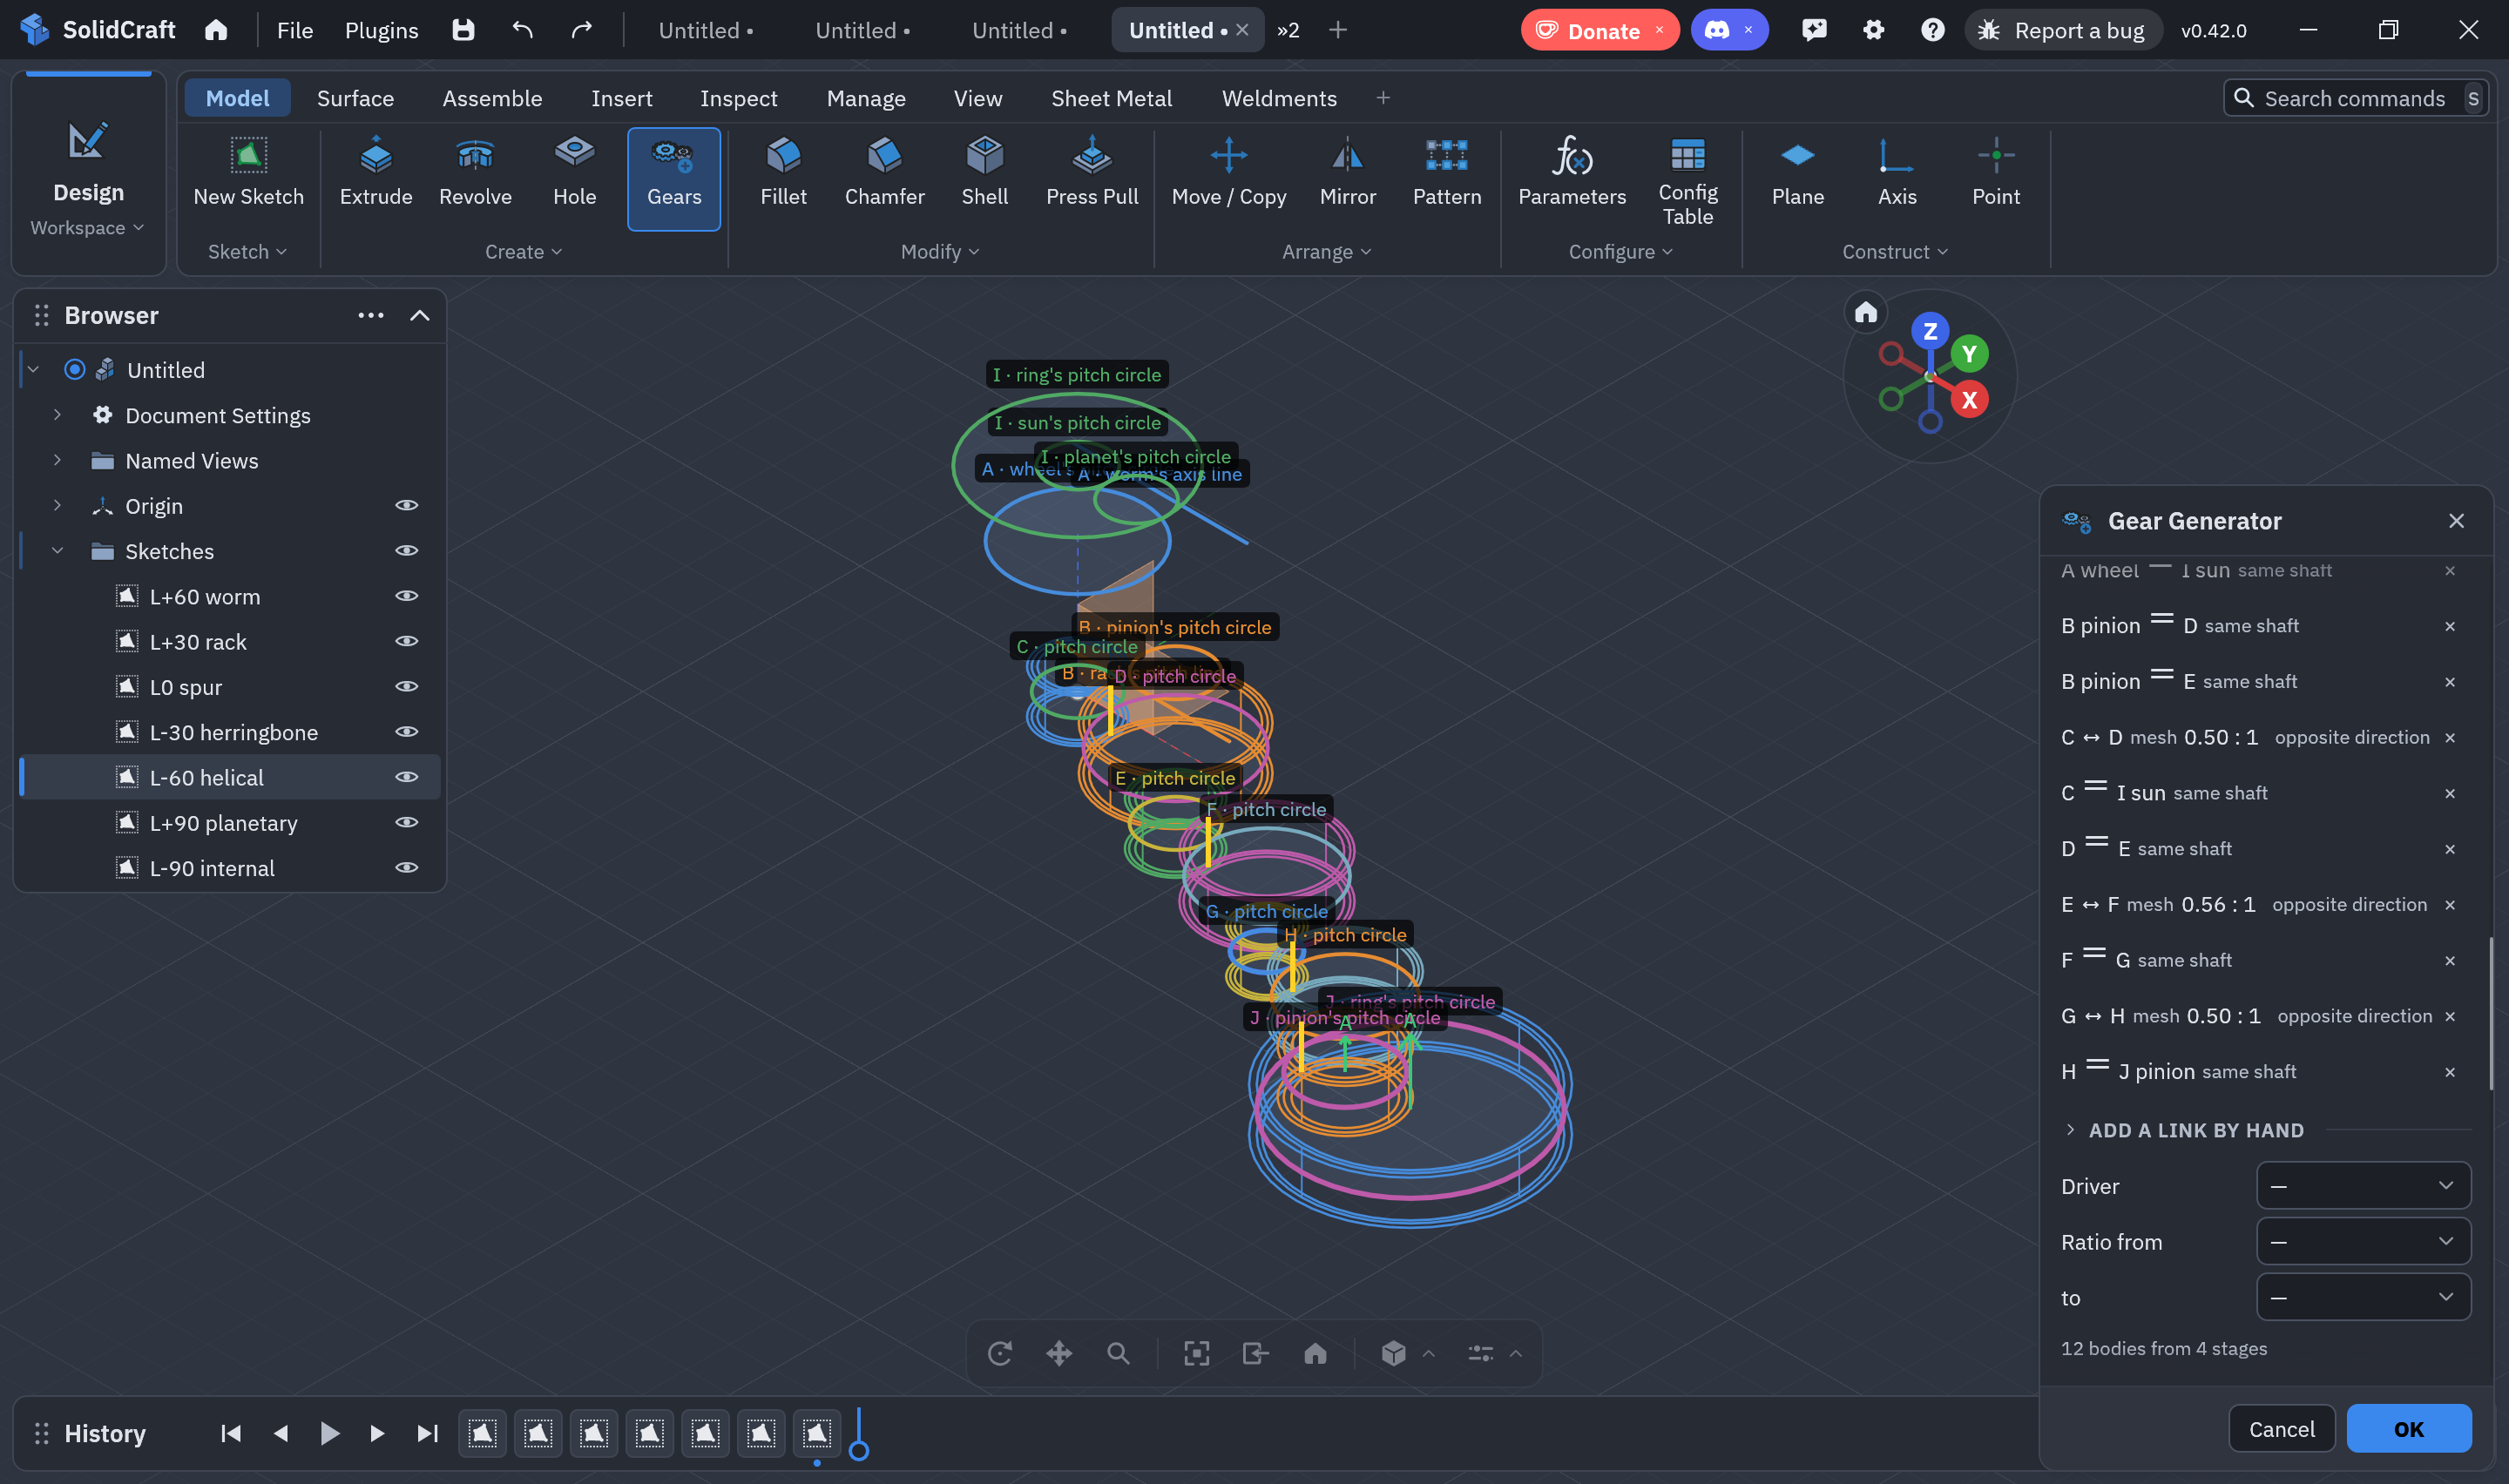 SolidCraft
File
Plugins
Untitled •
Untitled •
Untitled •
Untitled •
»2
Donate
Report a bug
v0.42.0
Design
Workspace
Model
Surface
Assemble
Insert
Inspect
Manage
View
Sheet Metal
Weldments
Search commands
S
New Sketch
Extrude
Revolve
Hole
Gears
Fillet
Chamfer
Shell
Press Pull
Move / Copy
Mirror
Pattern
Parameters
Config
Table
Plane
Axis
Point
Sketch
Create
Modify
Arrange
Configure
Construct
Browser
Untitled
Document Settings
Named Views
Origin
Sketches
L+60 worm
L+30 rack
L0 spur
L-30 herringbone
L-60 helical
L+90 planetary
L-90 internal
I · ring's pitch circle
I · sun's pitch circle
I · planet's pitch circle
A · wheel's
A · worm's axis line
B · pinion's pitch circle
C · pitch circle
D · pitch circle
E · pitch circle
F · pitch circle
G · pitch circle
H · pitch circle
J · ring's pitch circle
J · pinion's pitch circle
A
A
Z
Y
X
Gear Generator
A wheel = I sun same shaft
B pinion = D same shaft
B pinion = E same shaft
C ↔ D mesh 0.50 : 1 opposite direction
C = I sun same shaft
D = E same shaft
E ↔ F mesh 0.56 : 1 opposite direction
F = G same shaft
G ↔ H mesh 0.50 : 1 opposite direction
H = J pinion same shaft
ADD A LINK BY HAND
Driver —
Ratio from —
to —
12 bodies from 4 stages
Cancel
OK
History